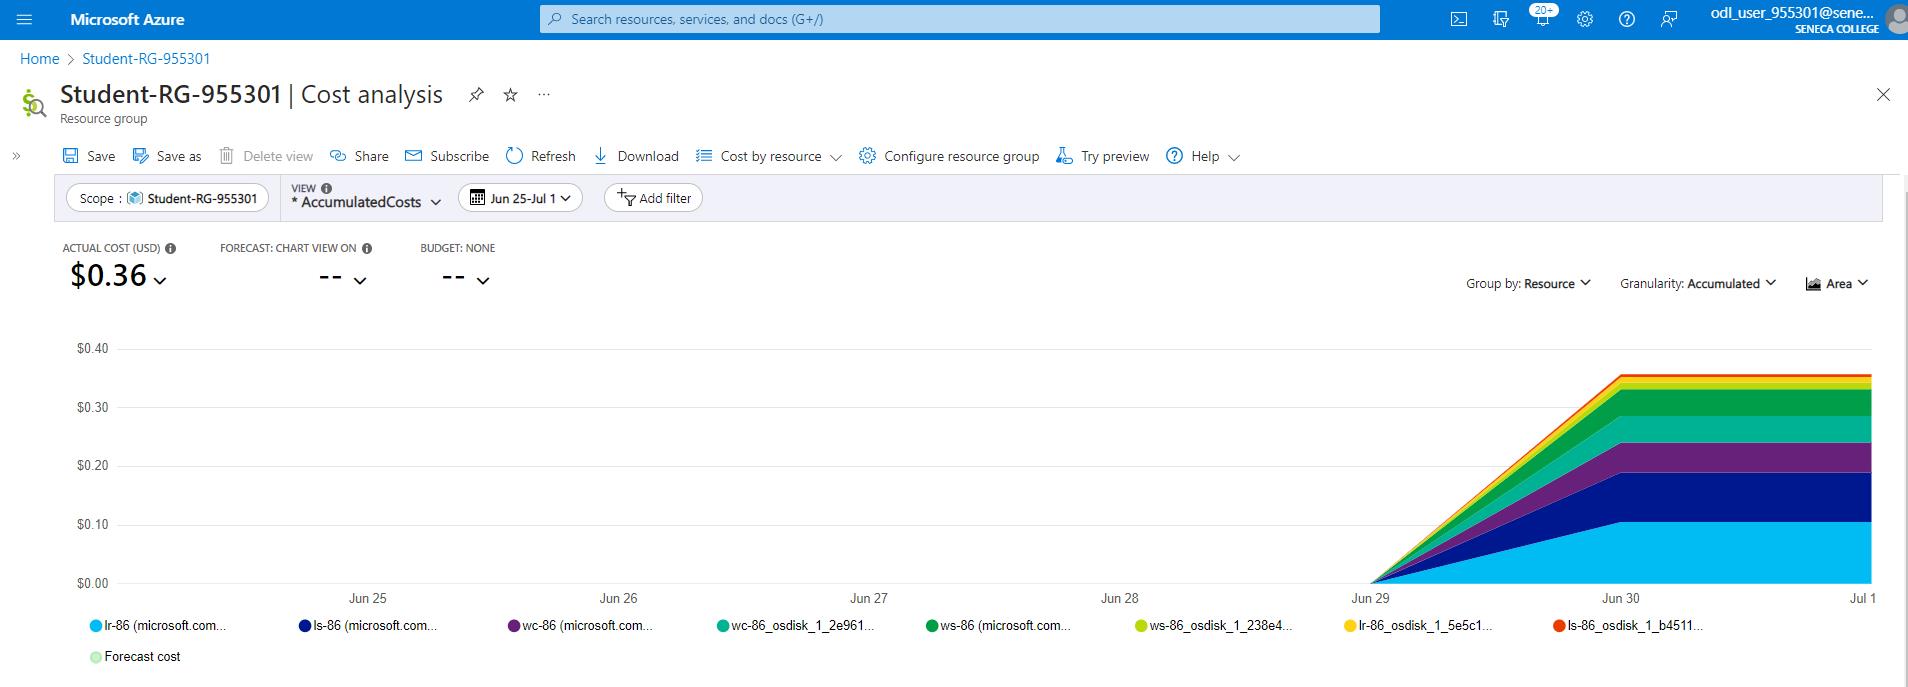 Microsoft Azure
Search resources, services, and docs (G+/)
20+
odl_user_955301@sene...
SENECA COLLEGE
Home > Student-RG-955301
Student-RG-955301 | Cost analysis ...
Resource group
» Save Save as Delete view Share Subscribe Refresh Download Cost by resource Configure resource group Try preview Help
Scope : Student-RG-955301
VIEW
* AccumulatedCosts
Jun 25-Jul 1
Add filter
ACTUAL COST (USD) FORECAST: CHART VIEW ON BUDGET: NONE
$0.36 -- --
Group by: Resource Granularity: Accumulated Area
$0.40
$0.30
$0.20
$0.10
$0.00
Jun 25 Jun 26 Jun 27 Jun 28 Jun 29 Jun 30 Jul 1
lr-86 (microsoft.com... ls-86 (microsoft.com... wc-86 (microsoft.com... wc-86_osdisk_1_2e961... ws-86 (microsoft.com... ws-86_osdisk_1_238e4... lr-86_osdisk_1_5e5c1... ls-86_osdisk_1_b4511...
Forecast cost